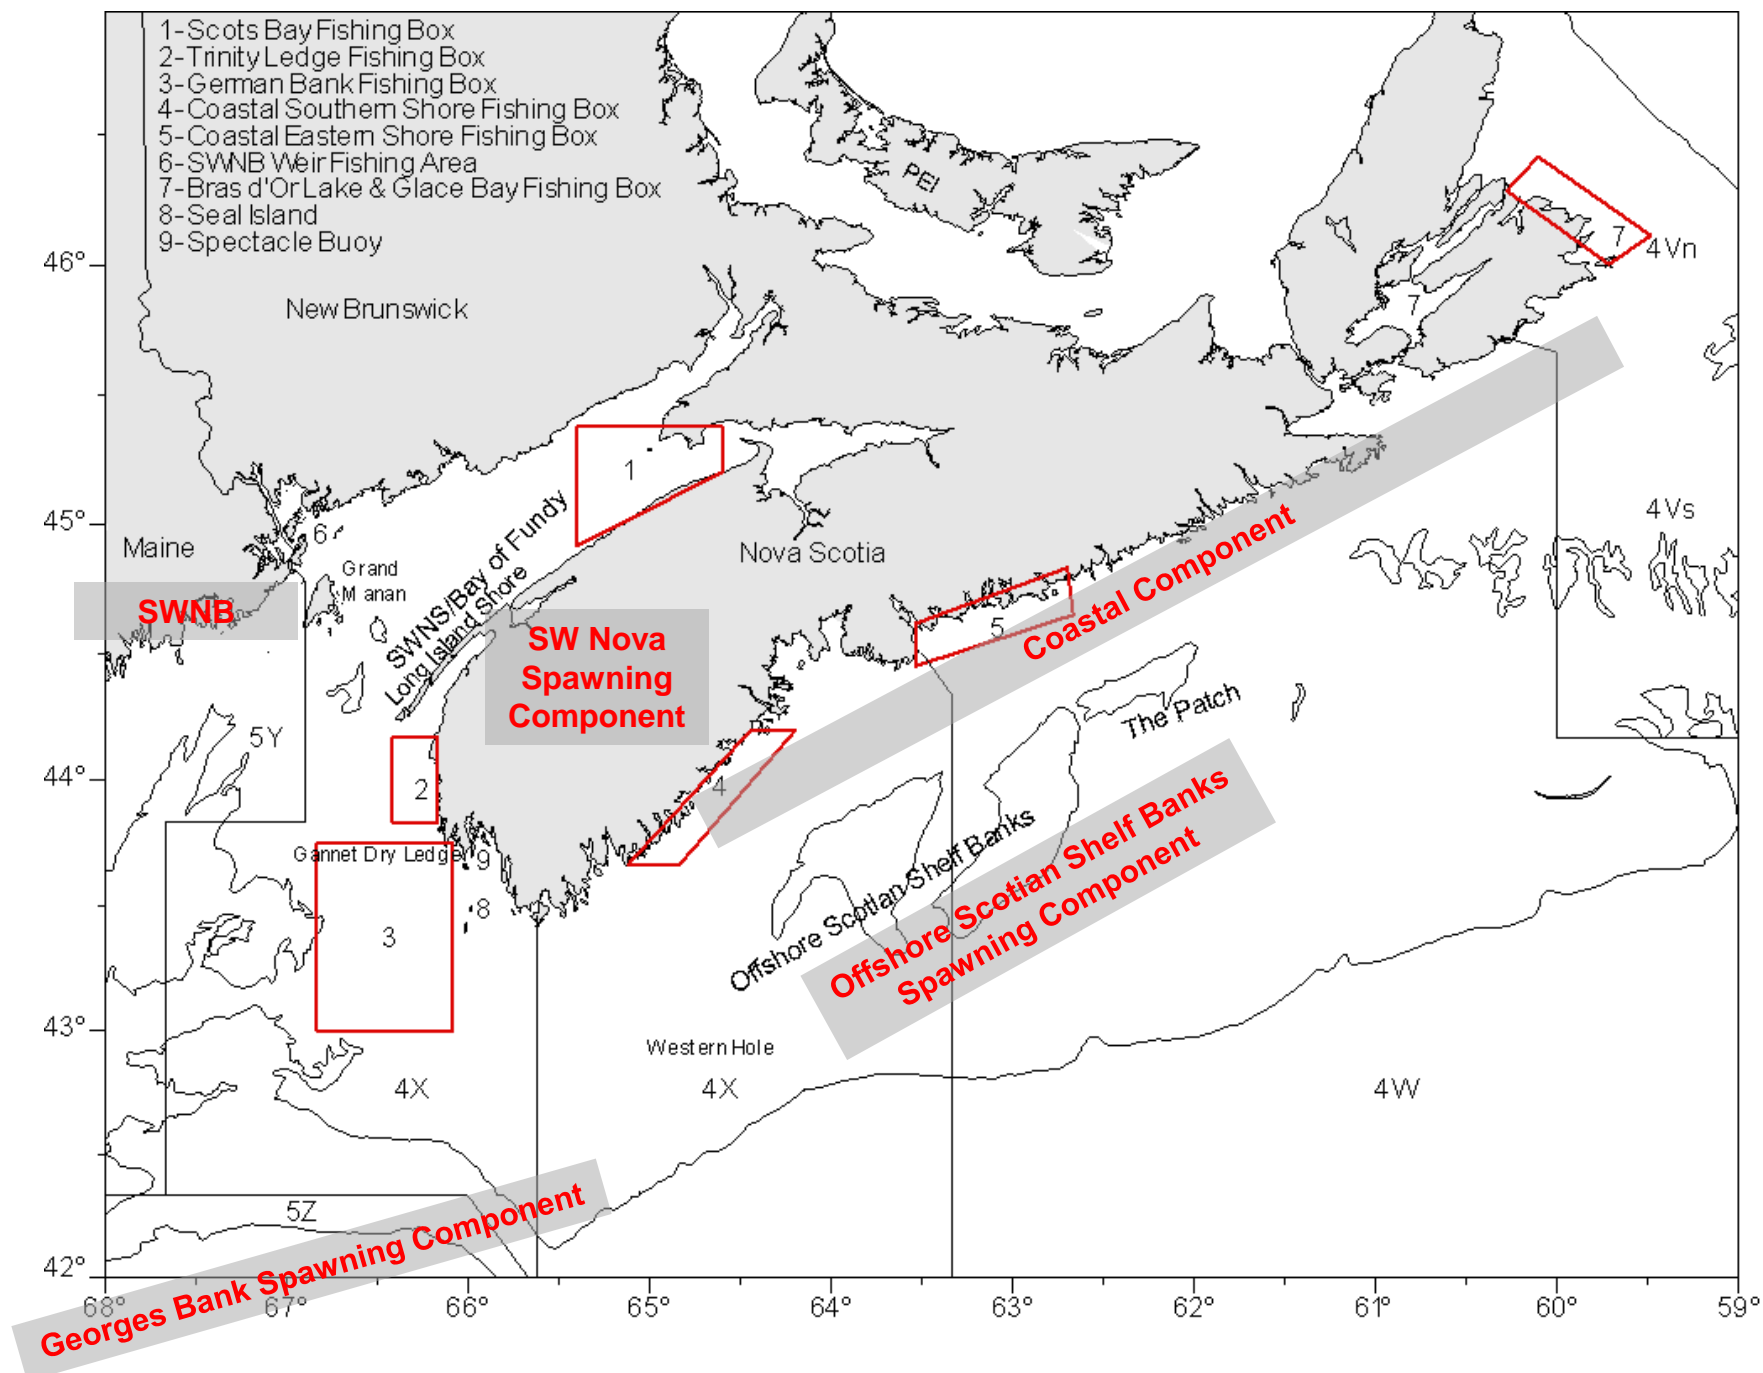 1-Scots Bay Fishing Box
2-Trinity Ledge Fishing Box
3-German Bank Fishing Box
4-Coastal Southern Shore Fishing Box
5-Coastal Eastern Shore Fishing Box
6-SWNB Weir Fishing Area
7-Bras d'Or Lake & Glace Bay Fishing Box
8-Seal Island
9-Spectacle Buoy
PEI
7
4Vn
46°
New Brunswick
7
1
45°
6
Maine
Nova Scotia
4Vs
Grand
Manan
SWNS/Bay of Fundy
Long Island Shore
SWNB
SW Nova
Spawning
Component
5
Coastal Component
The Patch
5Y
44°
2
4
Gannet Dry Ledge
9
8
3
Offshore Scotian Shelf Banks
Offshore Scotian Shelf Banks
Spawning Component
43°
Western Hole
4X
4X
4W
5Z
Georges Bank Spawning Component
42°
68°
67°
66°
65°
64°
63°
62°
61°
60°
59°